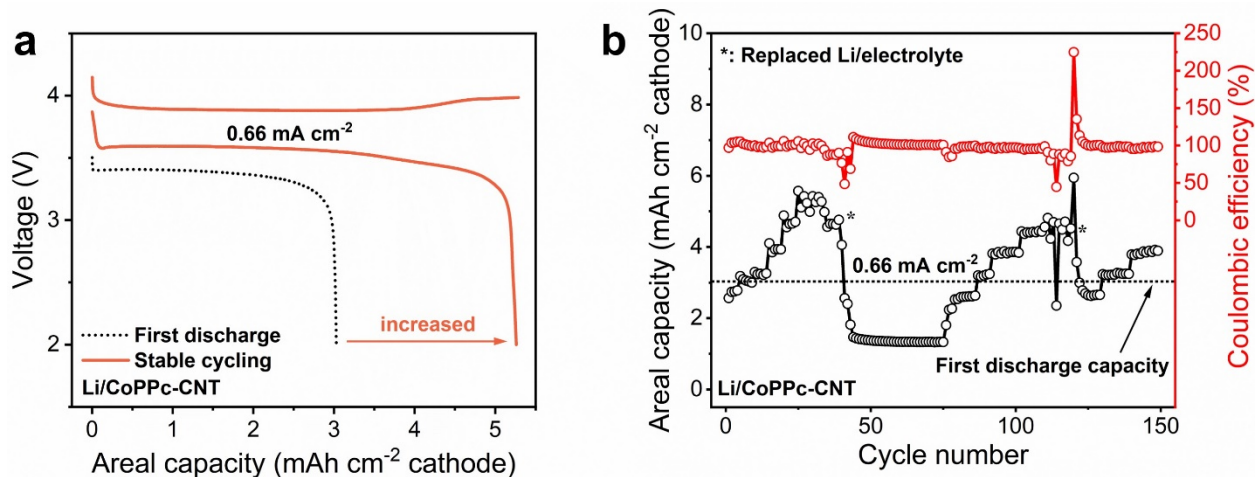 a
Voltage (V)
4
3
2
0.66 mA cm⁻²
increased
First discharge
Stable cycling
Li/CoPPc-CNT
0 1 2 3 4 5
Areal capacity (mAh cm⁻² cathode)
b
Areal capacity (mAh cm⁻² cathode)
10
8
6
4
2
0
*: Replaced Li/electrolyte
*
*
0.66 mA cm⁻²
First discharge capacity
Li/CoPPc-CNT
0 50 100 150
Cycle number
250
200
150
100
50
0
Coulombic efficiency (%)